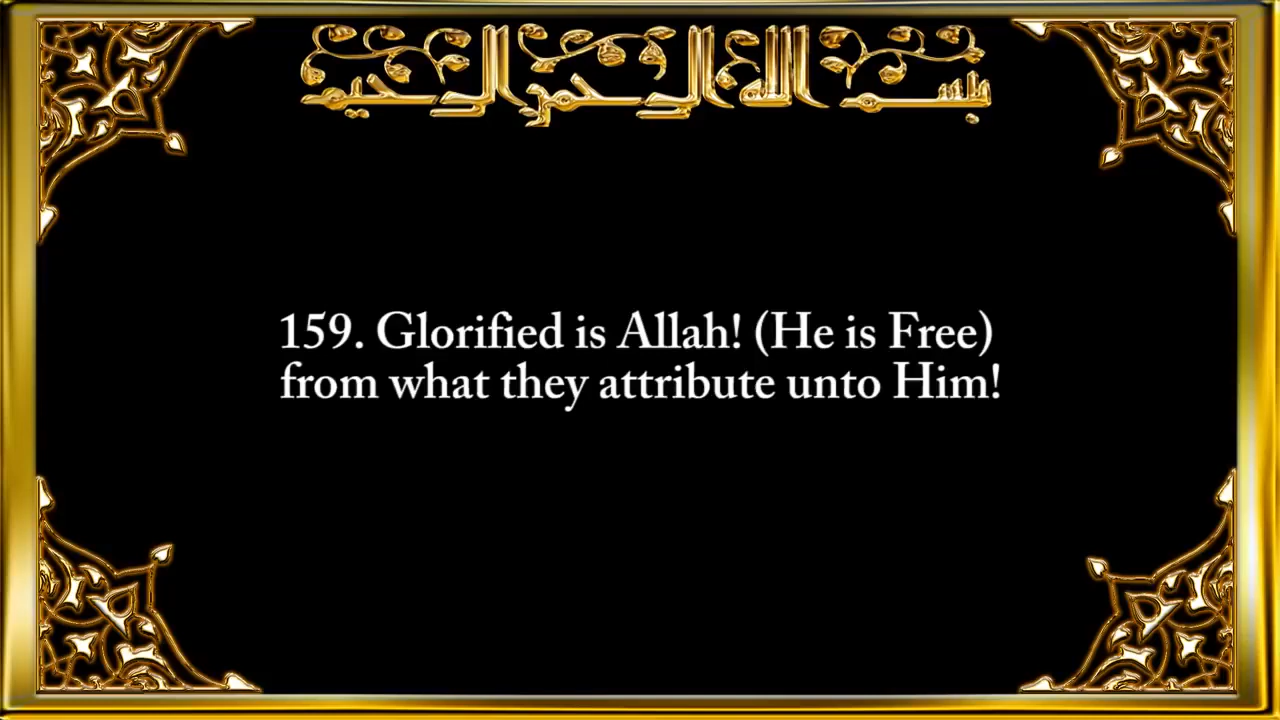 بسم الله الرحمن الرحيم
159. Glorified is Allah! (He is Free)
from what they attribute unto Him!